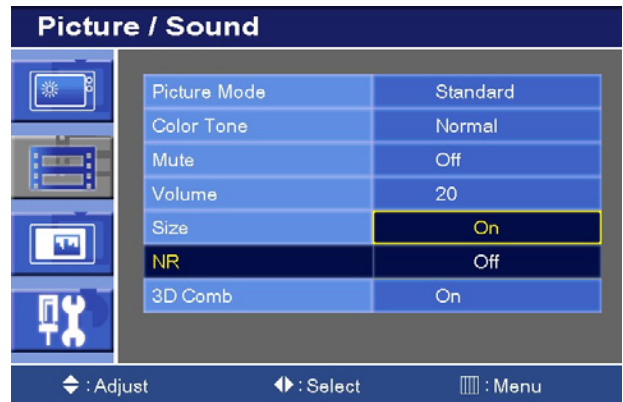 Picture / Sound
Picture Mode Standard
Color Tone Normal
Mute Off
Volume 20
Size On
NR Off
3D Comb On
: Adjust : Select : Menu